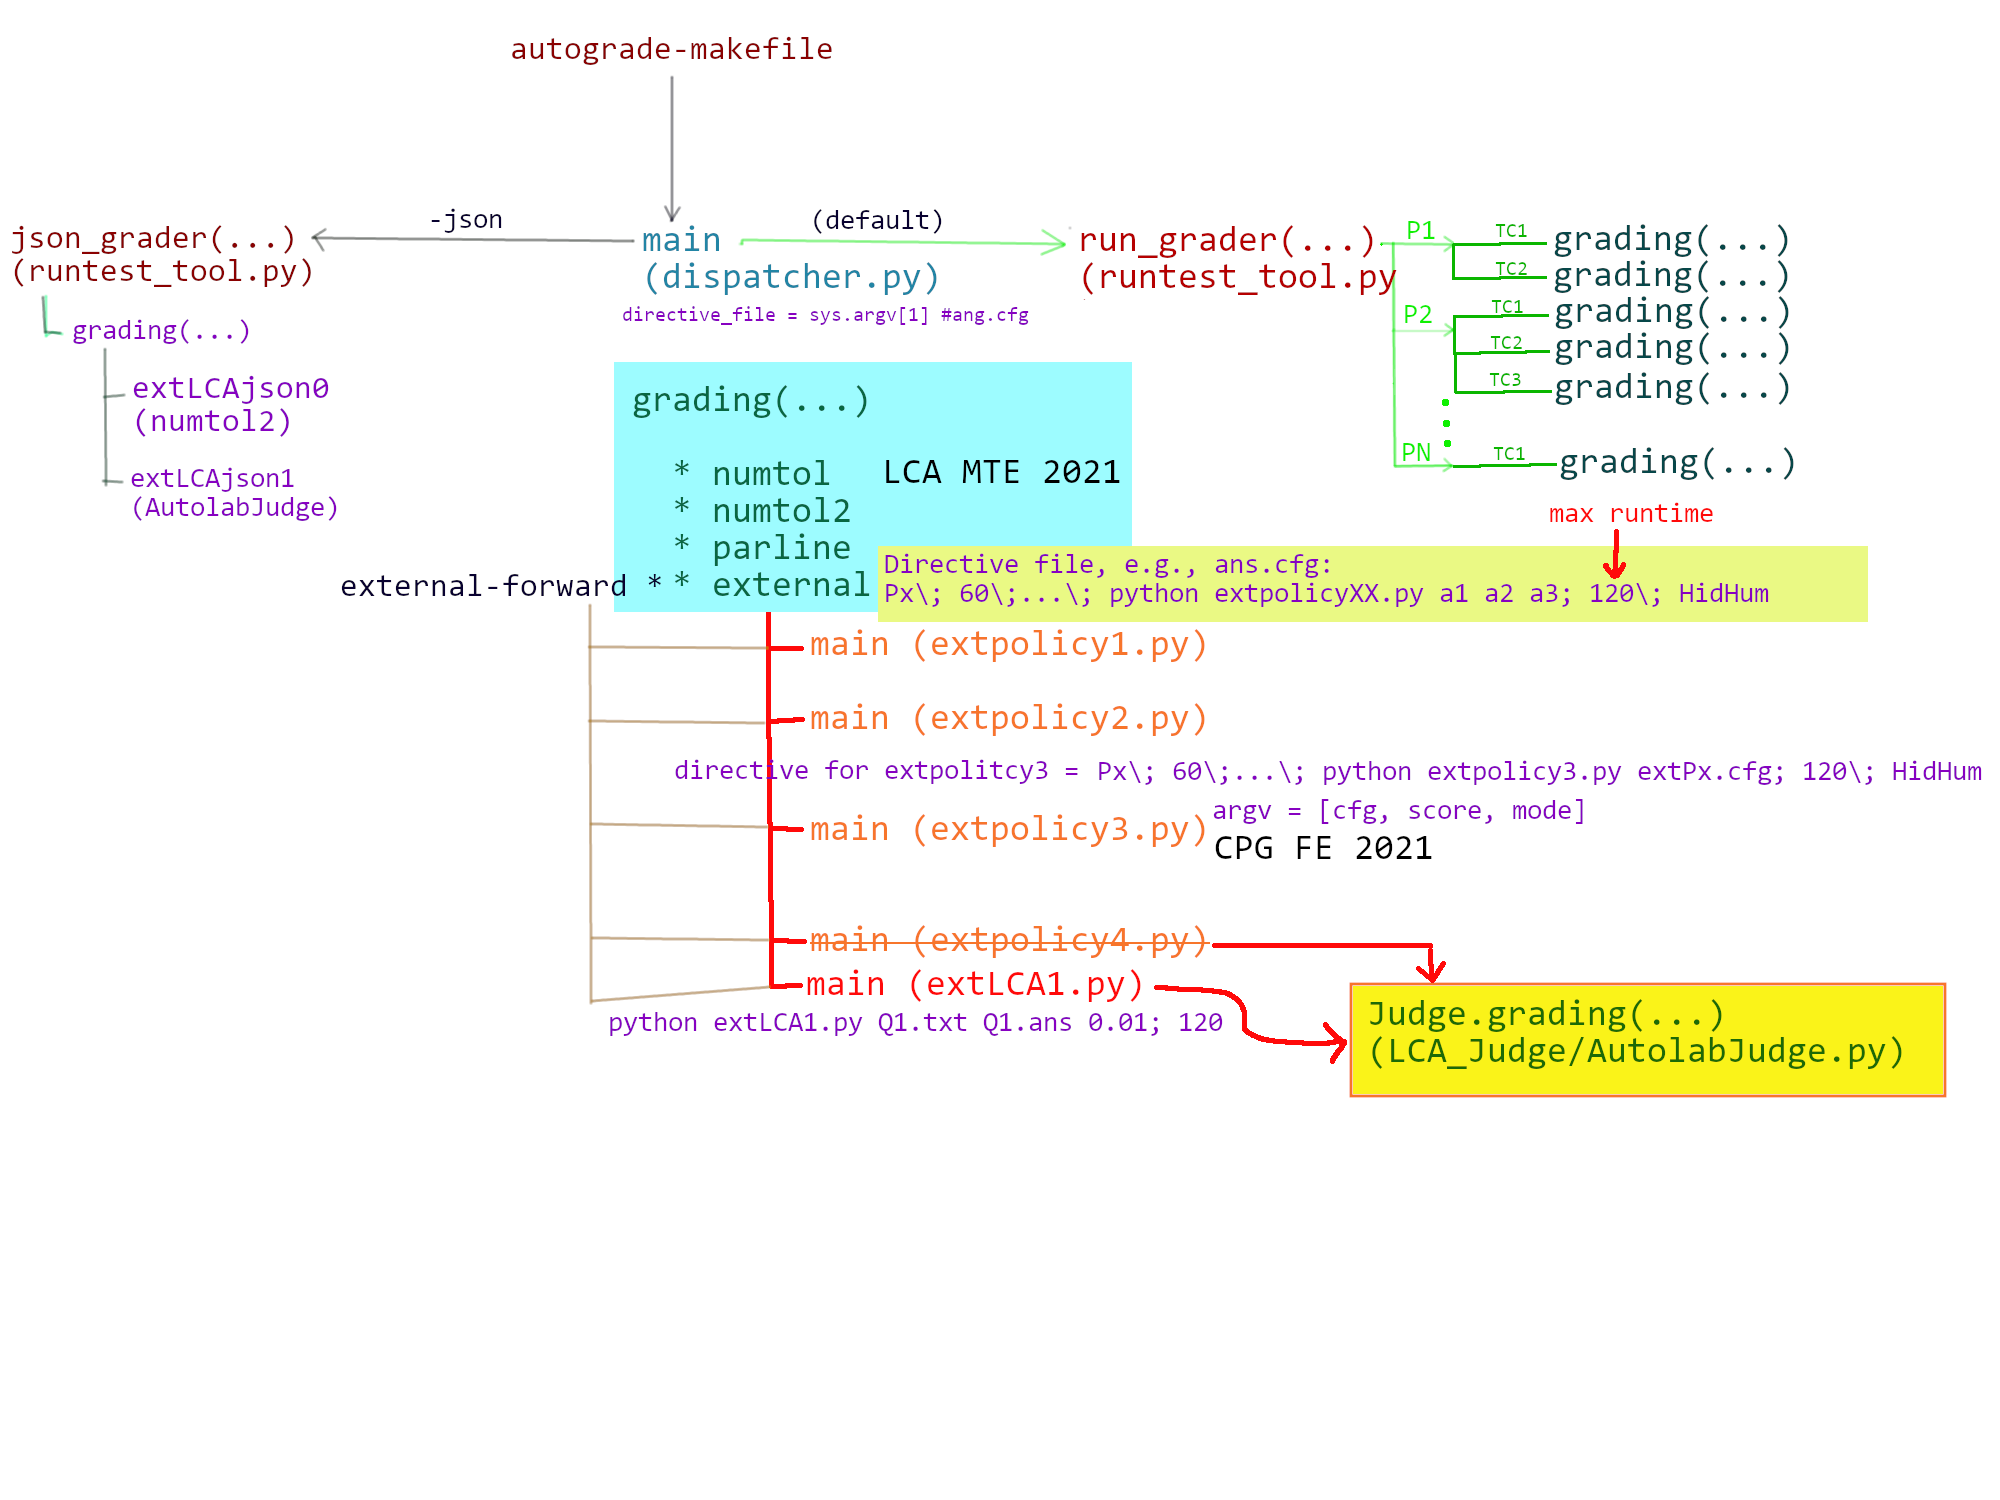 autograde-makefile
-json
(default)
json_grader(...)
(runtest_tool.py)
main
(dispatcher.py)
directive_file = sys.argv[1] #ang.cfg
run_grader(...)
(runtest_tool.py
P1
TC1
grading(...)
TC2
grading(...)
P2
TC1
grading(...)
TC2
grading(...)
TC3
grading(...)
PN
TC1
grading(...)
grading(...)
extLCAjson0
(numtol2)
extLCAjson1
(AutolabJudge)
grading(...)
* numtol
LCA MTE 2021
* numtol2
* parline
external-forward *
* external
max runtime
Directive file, e.g., ans.cfg:
Px\; 60\;...\; python extpolicyXX.py a1 a2 a3; 120\; HidHum
main (extpolicy1.py)
main (extpolicy2.py)
directive for extpolitcy3 = Px\; 60\;...\; python extpolicy3.py extPx.cfg; 120\; HidHum
main (extpolicy3.py)
argv = [cfg, score, mode]
CPG FE 2021
main (extpolicy4.py)
main (extLCA1.py)
python extLCA1.py Q1.txt Q1.ans 0.01; 120
Judge.grading(...)
(LCA_Judge/AutolabJudge.py)